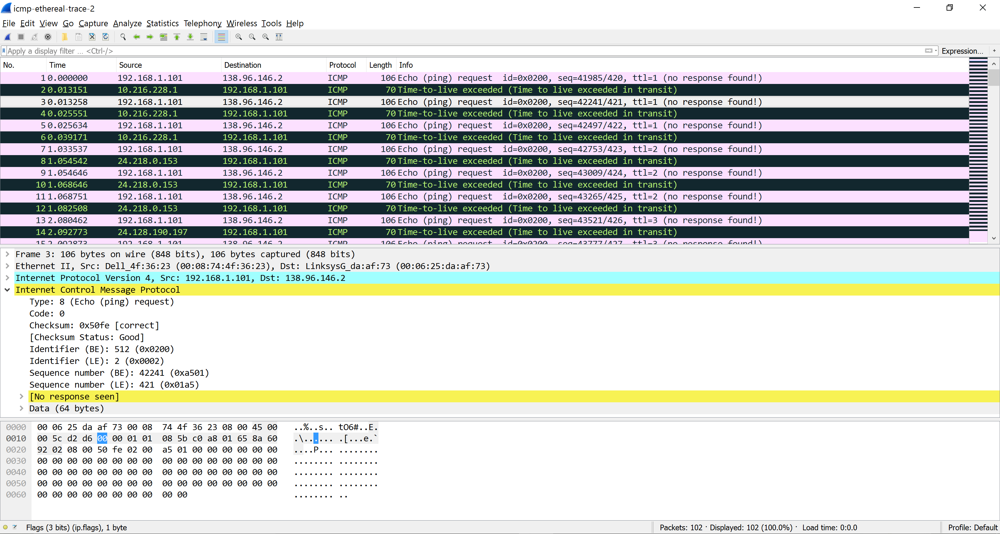 icmp-ethereal-trace-2
File Edit View Go Capture Analyze Statistics Telephony Wireless Tools Help
Apply a display filter ... <Ctrl-/> Expression... +
No. Time Source Destination Protocol Length Info
1 0.000000 192.168.1.101 138.96.146.2 ICMP 106 Echo (ping) request id=0x0200, seq=41985/420, ttl=1 (no response found!)
2 0.013151 10.216.228.1 192.168.1.101 ICMP 70 Time-to-live exceeded (Time to live exceeded in transit)
3 0.013258 192.168.1.101 138.96.146.2 ICMP 106 Echo (ping) request id=0x0200, seq=42241/421, ttl=1 (no response found!)
4 0.025551 10.216.228.1 192.168.1.101 ICMP 70 Time-to-live exceeded (Time to live exceeded in transit)
5 0.025634 192.168.1.101 138.96.146.2 ICMP 106 Echo (ping) request id=0x0200, seq=42497/422, ttl=1 (no response found!)
6 0.039171 10.216.228.1 192.168.1.101 ICMP 70 Time-to-live exceeded (Time to live exceeded in transit)
7 1.033537 192.168.1.101 138.96.146.2 ICMP 106 Echo (ping) request id=0x0200, seq=42753/423, ttl=2 (no response found!)
8 1.054542 24.218.0.153 192.168.1.101 ICMP 70 Time-to-live exceeded (Time to live exceeded in transit)
9 1.054646 192.168.1.101 138.96.146.2 ICMP 106 Echo (ping) request id=0x0200, seq=43009/424, ttl=2 (no response found!)
10 1.068646 24.218.0.153 192.168.1.101 ICMP 70 Time-to-live exceeded (Time to live exceeded in transit)
11 1.068751 192.168.1.101 138.96.146.2 ICMP 106 Echo (ping) request id=0x0200, seq=43265/425, ttl=2 (no response found!)
12 1.082508 24.218.0.153 192.168.1.101 ICMP 70 Time-to-live exceeded (Time to live exceeded in transit)
13 2.080462 192.168.1.101 138.96.146.2 ICMP 106 Echo (ping) request id=0x0200, seq=43521/426, ttl=3 (no response found!)
14 2.092773 24.128.190.197 192.168.1.101 ICMP 70 Time-to-live exceeded (Time to live exceeded in transit)
15 2.092873 192.168.1.101 138.96.146.2 ICMP 106 Echo (ping) request id=0x0200, seq=43777/427, ttl=3 (no response found!)
Frame 3: 106 bytes on wire (848 bits), 106 bytes captured (848 bits)
Ethernet II, Src: Dell_4f:36:23 (00:08:74:4f:36:23), Dst: LinksysG_da:af:73 (00:06:25:da:af:73)
Internet Protocol Version 4, Src: 192.168.1.101, Dst: 138.96.146.2
Internet Control Message Protocol
Type: 8 (Echo (ping) request)
Code: 0
Checksum: 0x50fe [correct]
[Checksum Status: Good]
Identifier (BE): 512 (0x0200)
Identifier (LE): 2 (0x0002)
Sequence number (BE): 42241 (0xa501)
Sequence number (LE): 421 (0x01a5)
[No response seen]
Data (64 bytes)
0000 00 06 25 da af 73 00 08 74 4f 36 23 08 00 45 00 ..%..s.. tO6#..E.
0010 00 5c d2 d6 00 00 01 01 08 5b c0 a8 01 65 8a 60 .\...... .[...e.`
0020 92 02 08 00 50 fe 02 00 a5 01 00 00 00 00 00 00 ....P... ........
0030 00 00 00 00 00 00 00 00 00 00 00 00 00 00 00 00 ........ ........
0040 00 00 00 00 00 00 00 00 00 00 00 00 00 00 00 00 ........ ........
0050 00 00 00 00 00 00 00 00 00 00 00 00 00 00 00 00 ........ ........
0060 00 00 00 00 00 00 00 00 00 00 ........ ..
Flags (3 bits) (ip.flags), 1 byte Packets: 102 · Displayed: 102 (100.0%) · Load time: 0:0.0 Profile: Default